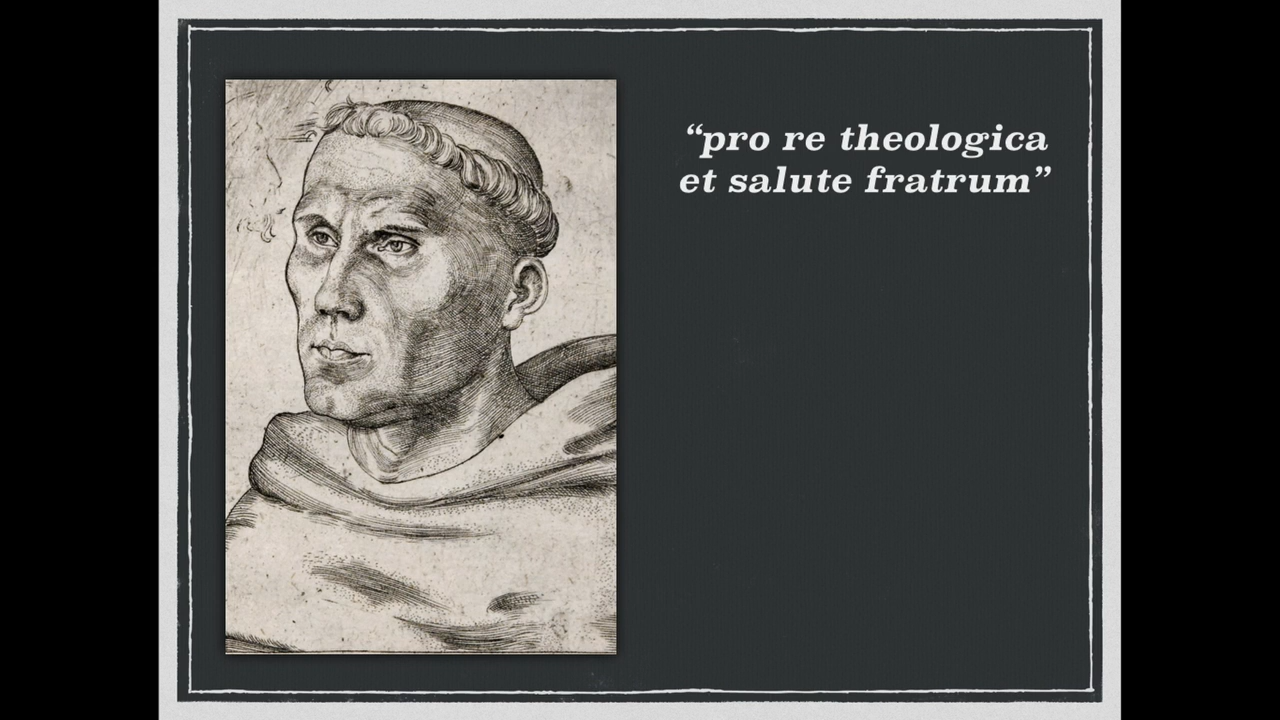 “pro re theologica
et salute fratrum”